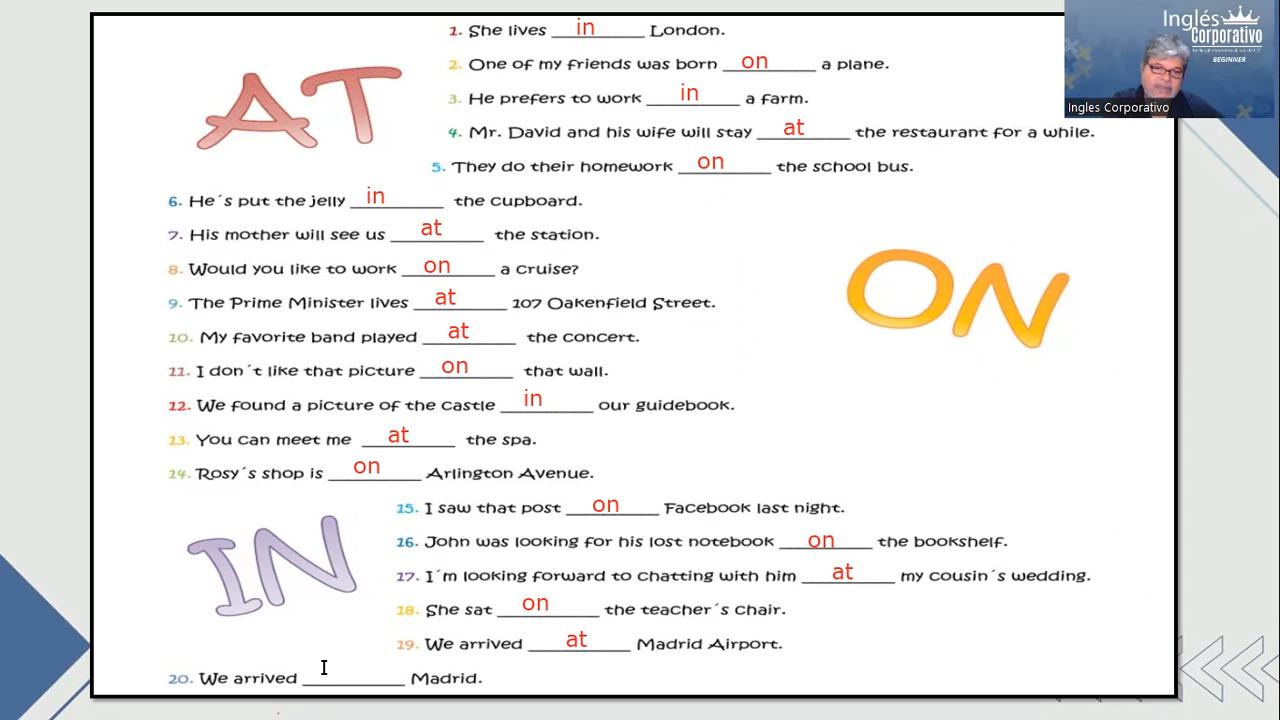 AT
1. She lives in London.
2. One of my friends was born on a plane.
3. He prefers to work in a farm.
4. Mr. David and his wife will stay at the restaurant for a while.
5. They do their homework on the school bus.
6. He´s put the jelly in the cupboard.
7. His mother will see us at the station.
8. Would you like to work on a cruise?
9. The Prime Minister lives at 107 Oakenfield Street.
10. My favorite band played at the concert.
11. I don´t like that picture on that wall.
12. We found a picture of the castle in our guidebook.
13. You can meet me at the spa.
14. Rosy´s shop is on Arlington Avenue.
ON
IN
15. I saw that post on Facebook last night.
16. John was looking for his lost notebook on the bookshelf.
17. I´m looking forward to chatting with him at my cousin´s wedding.
18. She sat on the teacher´s chair.
19. We arrived at Madrid Airport.
20. We arrived __________ Madrid.
Inglés
Corporativo
BEGINNER
Ingles Corporativo